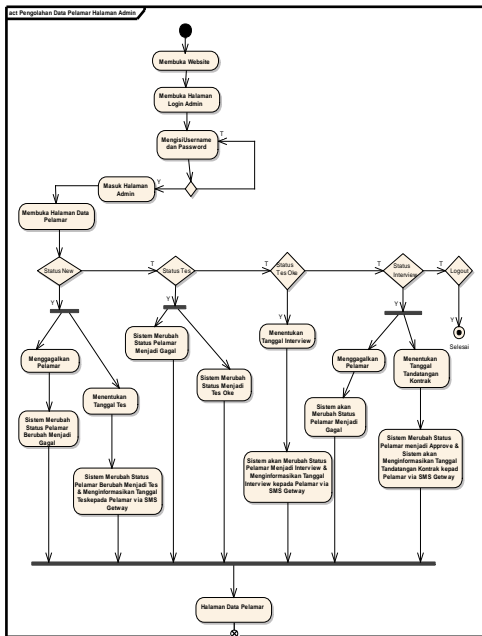 act Pengolahan Data Pelamar Halaman Admin
Membuka Website
Membuka Halaman
Login Admin
MengisiUsername
dan Password
T
Y
Masuk Halaman
Admin
Membuka Halaman Data
Pelamar
Status New
T
Status Tes
T
Status
Tes Oke
T
Status
Interview
T
Logout
Y
Y
Y
Y
Y
Selesai
Menggagalkan
Pelamar
Menentukan
Tanggal Tes
Sistem Merubah
Status Pelamar
Berubah Menjadi
Gagal
Sistem Merubah Status
Pelamar Berubah Menjadi Tes
& Menginformasikan Tanggal
Teskepada Pelamar via SMS
Getway
Sistem Merubah
Status Pelamar
Menjadi Gagal
Sistem Merubah
Status Menjadi
Tes Oke
Menentukan
Tanggal Interview
Sistem akan Merubah Status
Pelamar Menjadi Interview &
Menginformasikan Tanggal
Interview kepada Pelamar via
SMS Getway
Menggagalkan
Pelamar
Sistem akan
Merubah Status
Pelamar Menjadi
Gagal
Menentukan
Tanggal
Tandatangan
Kontrak
Sistem Merubah Status
Pelamar menjadi Approve &
Sistem akan
Menginformasikan Tanggal
Tandatangan Kontrak kepad
Pelamar via SMS Getway
Halaman Data Pelamar